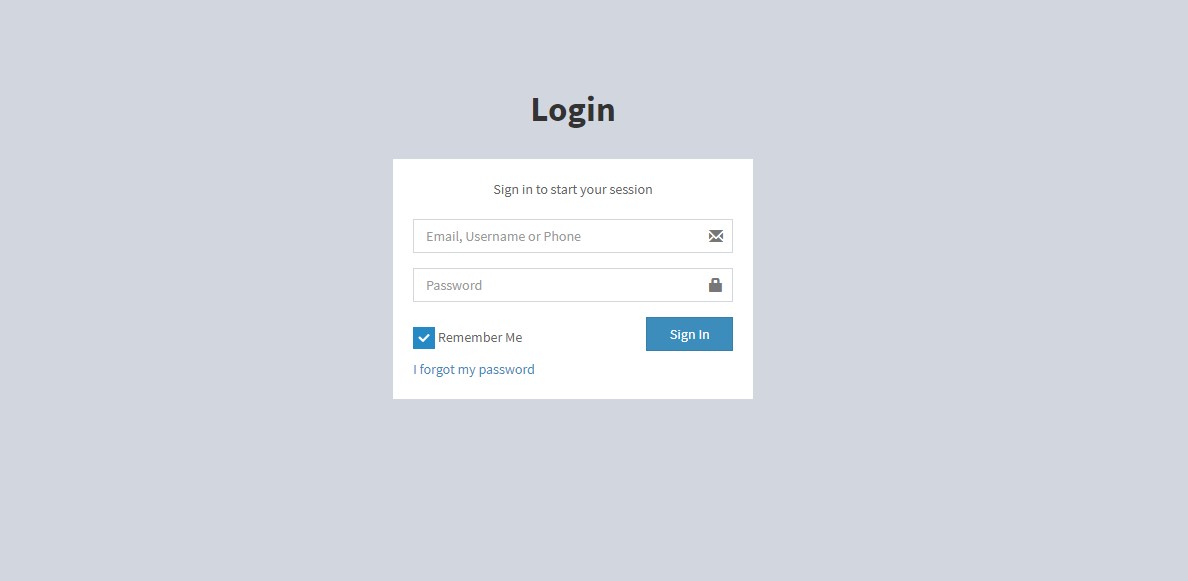 Login
Sign in to start your session
Email, Username or Phone
Password
Remember Me
Sign In
I forgot my password